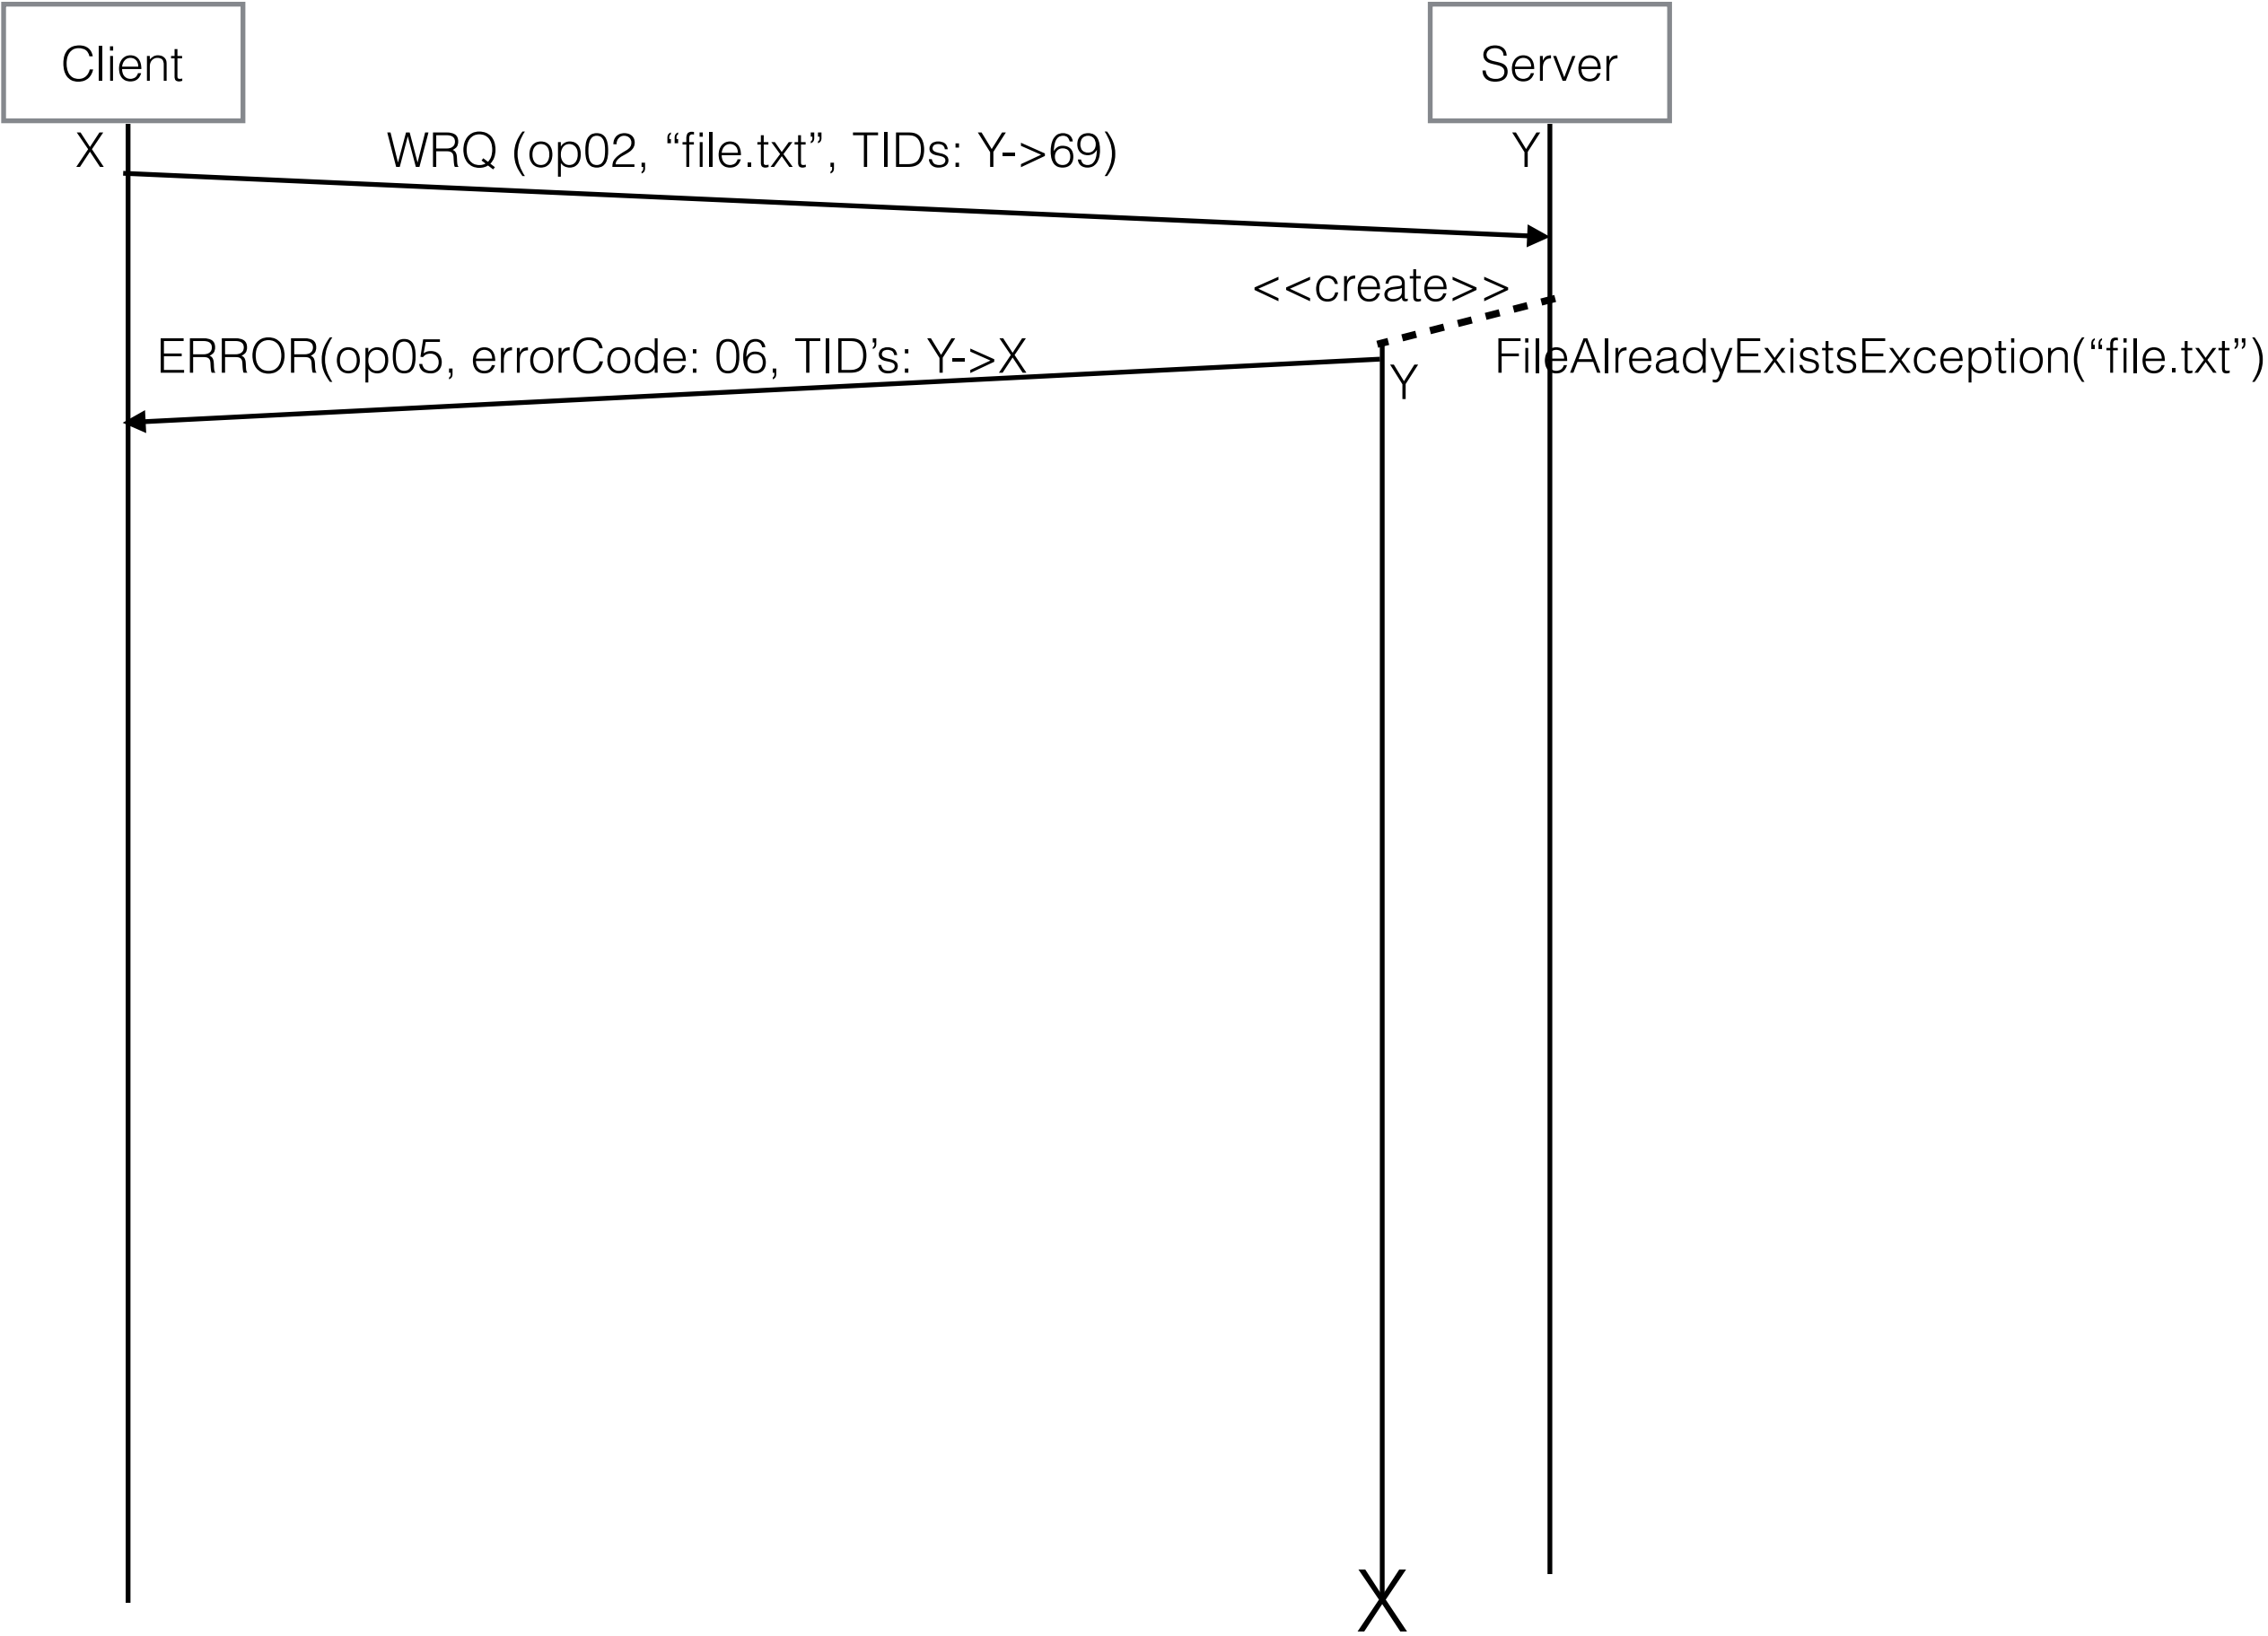 Client
Server
X
WRQ (op02, “file.txt”, TIDs: Y->69)
Y
<<create>>
ERROR(op05, errorCode: 06, TID’s: Y->X
FileAlreadyExistsException(“file.txt”)
Y
X